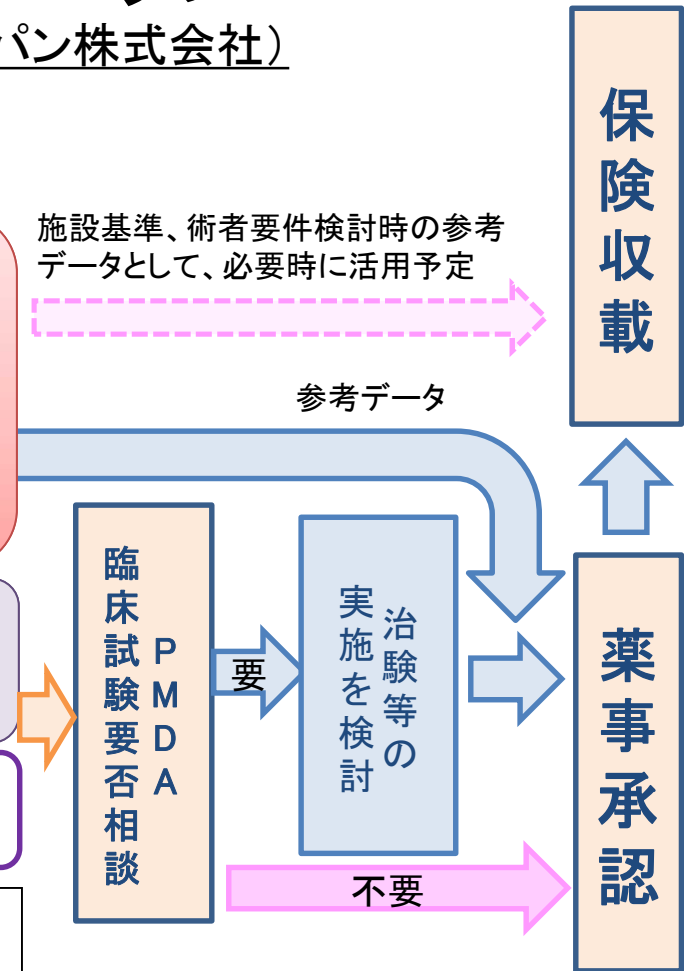 パン株式会社）
施設基準、術者要件検討時の参考
データとして、必要時に活用予定
保険収載
参考データ
PMDA
臨床試験要否相談
要
治験等の
実施を検討
不要
薬事承認